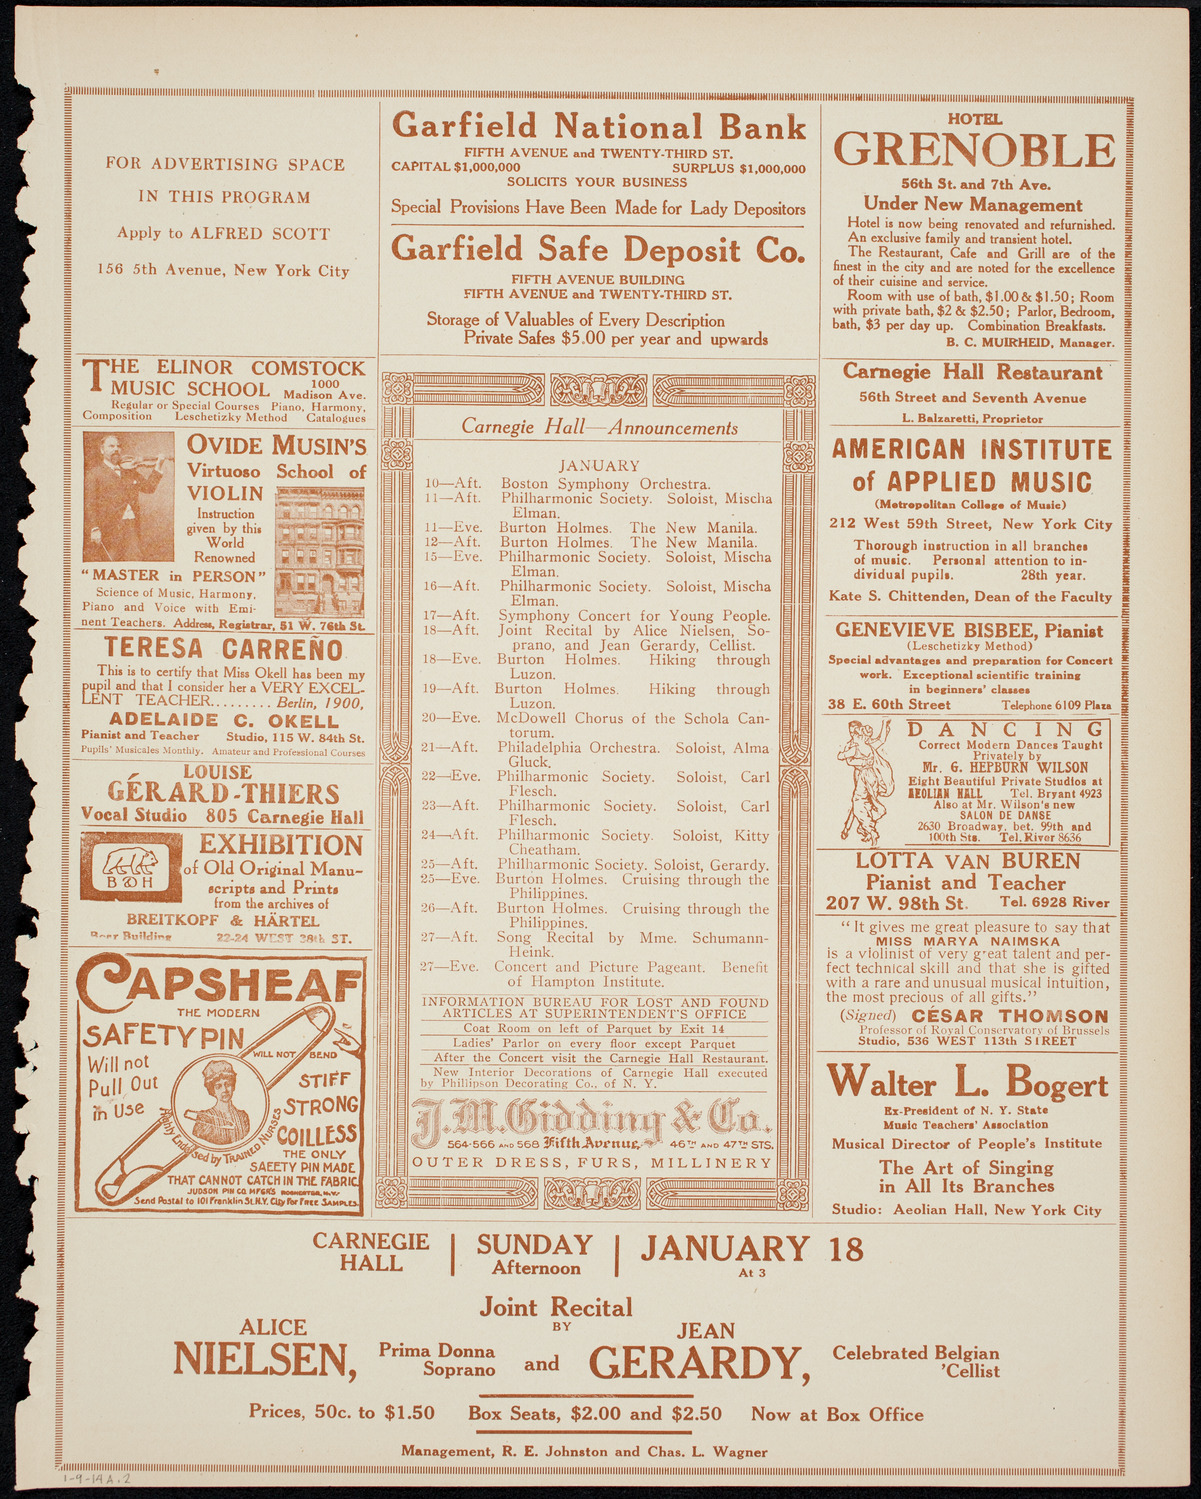 FOR ADVERTISING SPACE
IN THIS PROGRAM
Apply to ALFRED SCOTT
156 5th Avenue, New York City
THE ELINOR COMSTOCK
MUSIC SCHOOL 1000 Madison Ave.
Regular or Special Courses Piano, Harmony,
Composition Leschetizky Method Catalogues
OVIDE MUSIN'S
Virtuoso School of
VIOLIN
Instruction
given by this
World
Renowned
"MASTER in PERSON"
Science of Music, Harmony,
Piano and Voice with Emi-
nent Teachers. Address, Registrar, 51 W. 76th St.
TERESA CARREÑO
This is to certify that Miss Okell has been my
pupil and that I consider her a VERY EXCEL-
LENT TEACHER......... Berlin, 1900,
ADELAIDE C. OKELL
Pianist and Teacher Studio, 115 W. 84th St.
Pupils' Musicales Monthly. Amateur and Professional Courses
LOUISE
GÉRARD-THIERS
Vocal Studio 805 Carnegie Hall
B & H
EXHIBITION
of Old Original Manu-
scripts and Prints
from the archives of
BREITKOPF & HÄRTEL
Beer Building 22-24 WEST 38th ST.
CAPSHEAF
THE MODERN
SAFETY PIN
WILL NOT BEND
Will not
Pull Out
in Use
STIFF
STRONG
COILLESS
Highly Endorsed by TRAINED NURSES
THE ONLY
SAFETY PIN MADE
THAT CANNOT CATCH IN THE FABRIC.
JUDSON PIN CO. MFGRS ROCHESTER, N.Y.
Send Postal to 101 Franklin St. N.Y. City For FREE SAMPLES.
Garfield National Bank
FIFTH AVENUE and TWENTY-THIRD ST.
CAPITAL $1,000,000 SURPLUS $1,000,000
SOLICITS YOUR BUSINESS
Special Provisions Have Been Made for Lady Depositors
Garfield Safe Deposit Co.
FIFTH AVENUE BUILDING
FIFTH AVENUE and TWENTY-THIRD ST.
Storage of Valuables of Every Description
Private Safes $5.00 per year and upwards
Carnegie Hall—Announcements
JANUARY
10—Aft. Boston Symphony Orchestra.
11—Aft. Philharmonic Society. Soloist, Mischa
Elman.
11—Eve. Burton Holmes. The New Manila.
12—Aft. Burton Holmes. The New Manila.
15—Eve. Philharmonic Society. Soloist, Mischa
Elman.
16—Aft. Philharmonic Society. Soloist, Mischa
Elman.
17—Aft. Symphony Concert for Young People.
18—Aft. Joint Recital by Alice Nielsen, So-
prano, and Jean Gerardy, Cellist.
18—Eve. Burton Holmes. Hiking through
Luzon.
19—Aft. Burton Holmes. Hiking through
Luzon.
20—Eve. McDowell Chorus of the Schola Can-
torum.
21—Aft. Philadelphia Orchestra. Soloist, Alma
Gluck.
22—Eve. Philharmonic Society. Soloist, Carl
Flesch.
23—Aft. Philharmonic Society. Soloist, Carl
Flesch.
24—Aft. Philharmonic Society. Soloist, Kitty
Cheatham.
25—Aft. Philharmonic Society. Soloist, Gerardy.
25—Eve. Burton Holmes. Cruising through the
Philippines.
26—Aft. Burton Holmes. Cruising through the
Philippines.
27—Aft. Song Recital by Mme. Schumann-
Heink.
27—Eve. Concert and Picture Pageant. Benefit
of Hampton Institute.
INFORMATION BUREAU FOR LOST AND FOUND
ARTICLES AT SUPERINTENDENT'S OFFICE
Coat Room on left of Parquet by Exit 14
Ladies' Parlor on every floor except Parquet
After the Concert visit the Carnegie Hall Restaurant.
New Interior Decorations of Carnegie Hall executed
by Phillipson Decorating Co., of N. Y.
J.M. Gidding & Co.
564-566 AND 568 Fifth Avenue, 46TH AND 47TH STS.
OUTER DRESS, FURS, MILLINERY
HOTEL
GRENOBLE
56th St. and 7th Ave.
Under New Management
Hotel is now being renovated and refurnished.
An exclusive family and transient hotel.
The Restaurant, Cafe and Grill are of the
finest in the city and are noted for the excellence
of their cuisine and service.
Room with use of bath, $1.00 & $1.50; Room
with private bath, $2 & $2.50; Parlor, Bedroom,
bath, $3 per day up. Combination Breakfasts.
B. C. MUIRHEID, Manager.
Carnegie Hall Restaurant
56th Street and Seventh Avenue
L. Balzaretti, Proprietor
AMERICAN INSTITUTE
of APPLIED MUSIC
(Metropolitan College of Music)
212 West 59th Street, New York City
Thorough instruction in all branches
of music. Personal attention to in-
dividual pupils. 28th year.
Kate S. Chittenden, Dean of the Faculty
GENEVIEVE BISBEE, Pianist
(Leschetizky Method)
Special advantages and preparation for Concert
work. Exceptional scientific training
in beginners' classes
38 E. 60th Street Telephone 6109 Plaza
DANCING
Correct Modern Dances Taught
Privately by
Mr. G. HEPBURN WILSON
Eight Beautiful Private Studios at
AEOLIAN HALL Tel. Bryant 4923
Also at Mr. Wilson's new
SALON DE DANSE
2630 Broadway, bet. 99th and
100th Sts. Tel. River 8636
LOTTA VAN BUREN
Pianist and Teacher
207 W. 98th St. Tel. 6928 River
"It gives me great pleasure to say that
MISS MARYA NAIMSKA
is a violinist of very great talent and per-
fect technical skill and that she is gifted
with a rare and unusual musical intuition,
the most precious of all gifts."
(Signed) CÉSAR THOMSON
Professor of Royal Conservatory of Brussels
Studio, 536 WEST 113th STREET
Walter L. Bogert
Ex-President of N. Y. State
Music Teachers' Association
Musical Director of People's Institute
The Art of Singing
in All Its Branches
Studio: Aeolian Hall, New York City
CARNEGIE HALL | SUNDAY Afternoon | JANUARY 18 At 3
Joint Recital
BY
ALICE NIELSEN, Prima Donna Soprano and JEAN GERARDY, Celebrated Belgian 'Cellist
Prices, 50c. to $1.50 Box Seats, $2.00 and $2.50 Now at Box Office
Management, R. E. Johnston and Chas. L. Wagner
1-9-14A.2